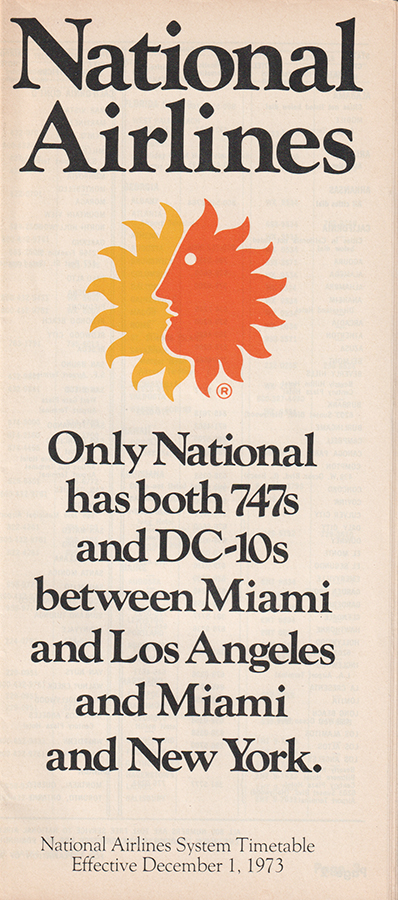 National
Airlines
®
Only National
has both 747s
and DC-10s
between Miami
and Los Angeles
and Miami
and New York.
National Airlines System Timetable
Effective December 1, 1973